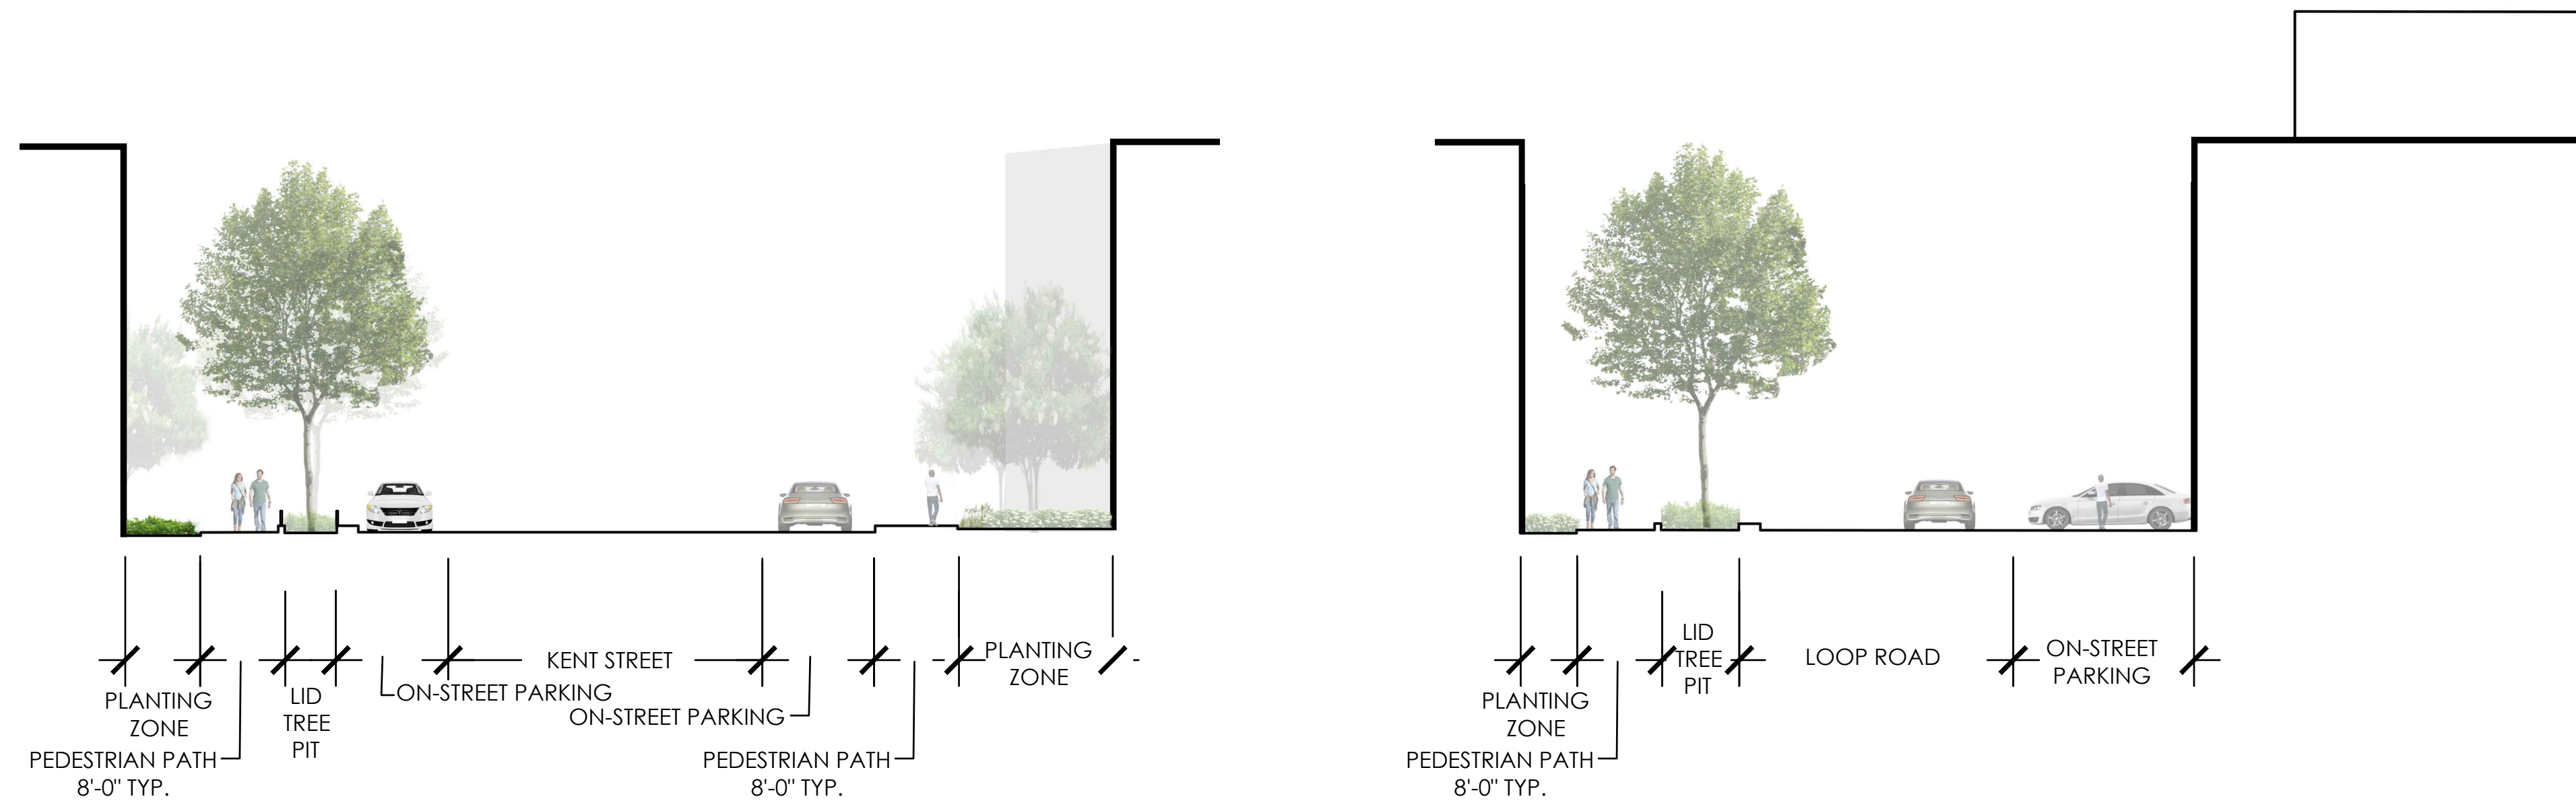 PLANTING
ZONE
PEDESTRIAN PATH
8'-0" TYP.
LID
TREE
PIT
ON-STREET PARKING
KENT STREET
ON-STREET PARKING
PEDESTRIAN PATH
8'-0" TYP.
PLANTING
ZONE
PLANTING
ZONE
PEDESTRIAN PATH
8'-0" TYP.
LID
TREE
PIT
LOOP ROAD
ON-STREET
PARKING